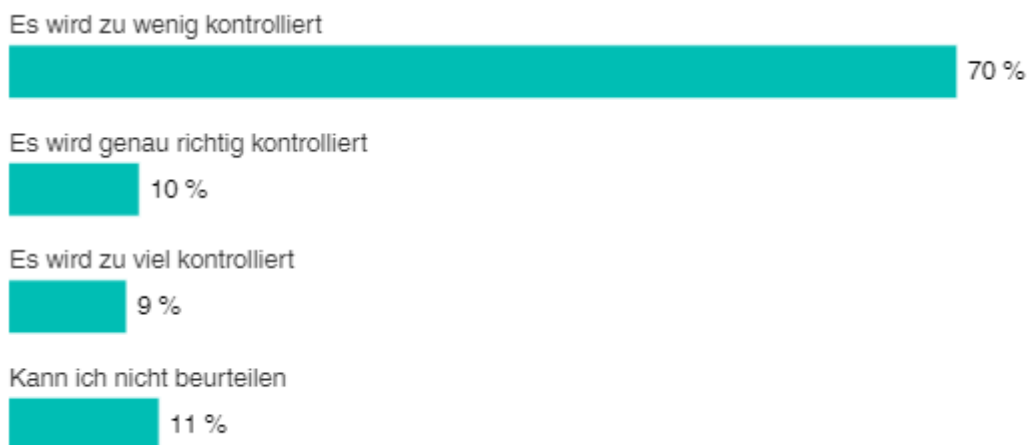 Es wird zu wenig kontrolliert
70 %
Es wird genau richtig kontrolliert
10 %
Es wird zu viel kontrolliert
9 %
Kann ich nicht beurteilen
11 %